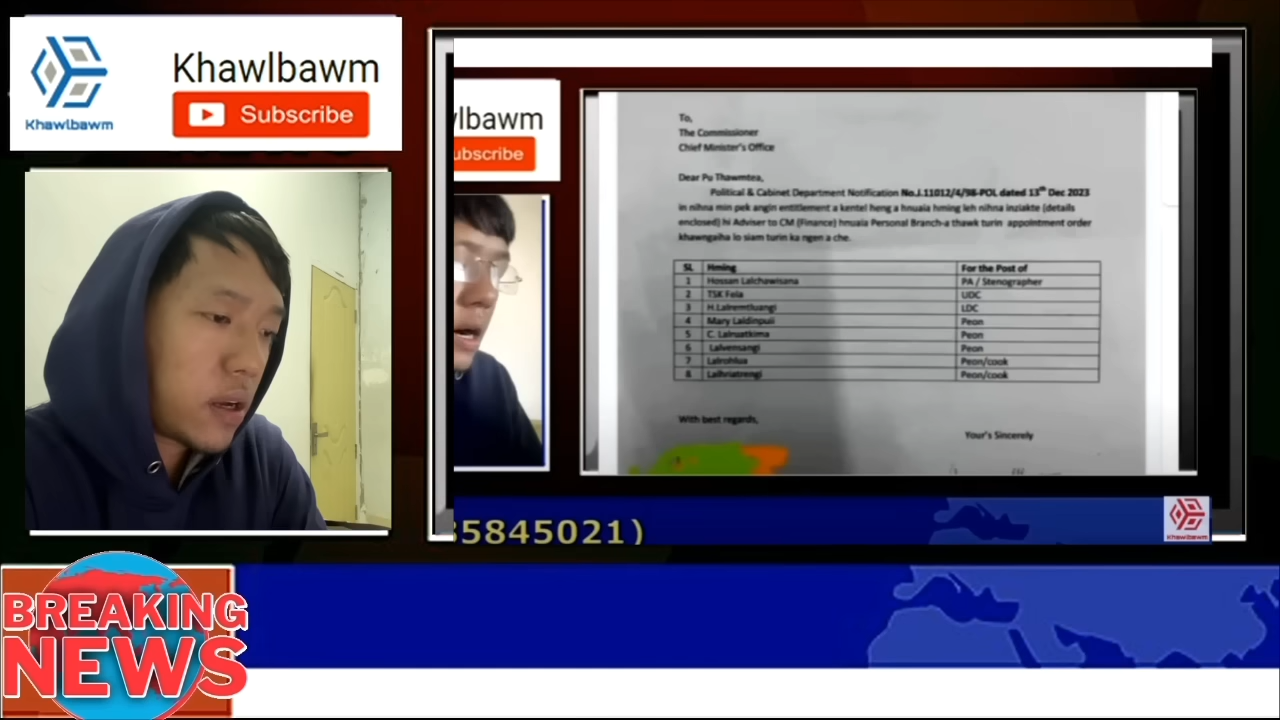 Khawlbawm
Subscribe
Khawlbawm
wlbawm
ubscribe
To,
The Commissioner
Chief Minister's Office
Dear Pu Thawmtea,
Political & Cabinet Department Notification No.J.11012/4/98-POL dated 13th Dec 2023
in nihna min pek angin entitlement a kentel heng a hnuaia hming leh nihna inziakte (details
enclosed) hi Adviser to CM (Finance) hnuaia Personal Branch-a thawk turin appointment order
khawngaiha lo siam turin ka ngen a che.
SL Hming For the Post of
1 Hossan Lalchawisana PA / Stenographer
2 TSK Fela UDC
3 H.Lalremtluangi LDC
4 Mary Laldinpuii Peon
5 C. Lalruatkima Peon
6 Lalvensangi Peon
7 Lalrohlua Peon/cook
8 Lalhriatrengi Peon/cook
With best regards,
Your's Sincerely
85845021)
Khawlbawm
BREAKING
NEWS